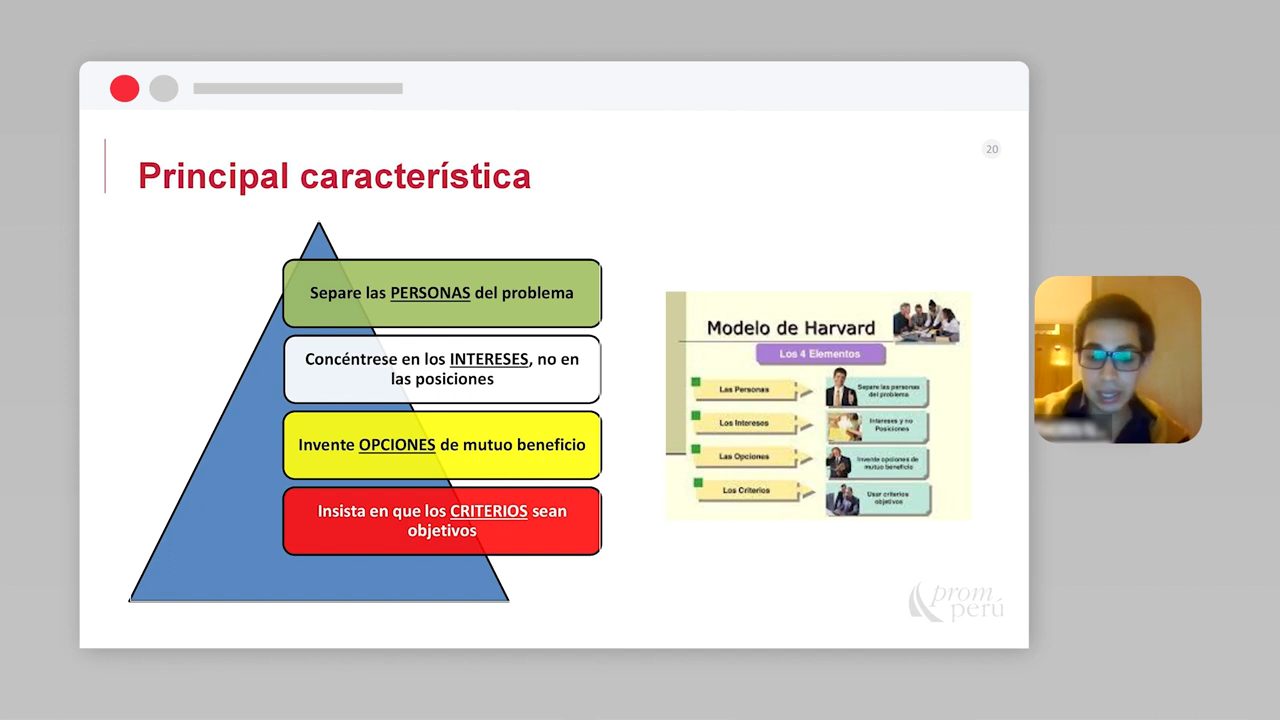 20
Principal característica
Separe las PERSONAS del problema
Concéntrese en los INTERESES, no en
las posiciones
Invente OPCIONES de mutuo beneficio
Insista en que los CRITERIOS sean
objetivos
Modelo de Harvard
Los 4 Elementos
Las Personas
Separe las personas
del problema
Los Intereses
Intereses y no
Posiciones
Las Opciones
Invente opciones de
mutuo beneficio
Los Criterios
Usar criterios
objetivos
prom
perú